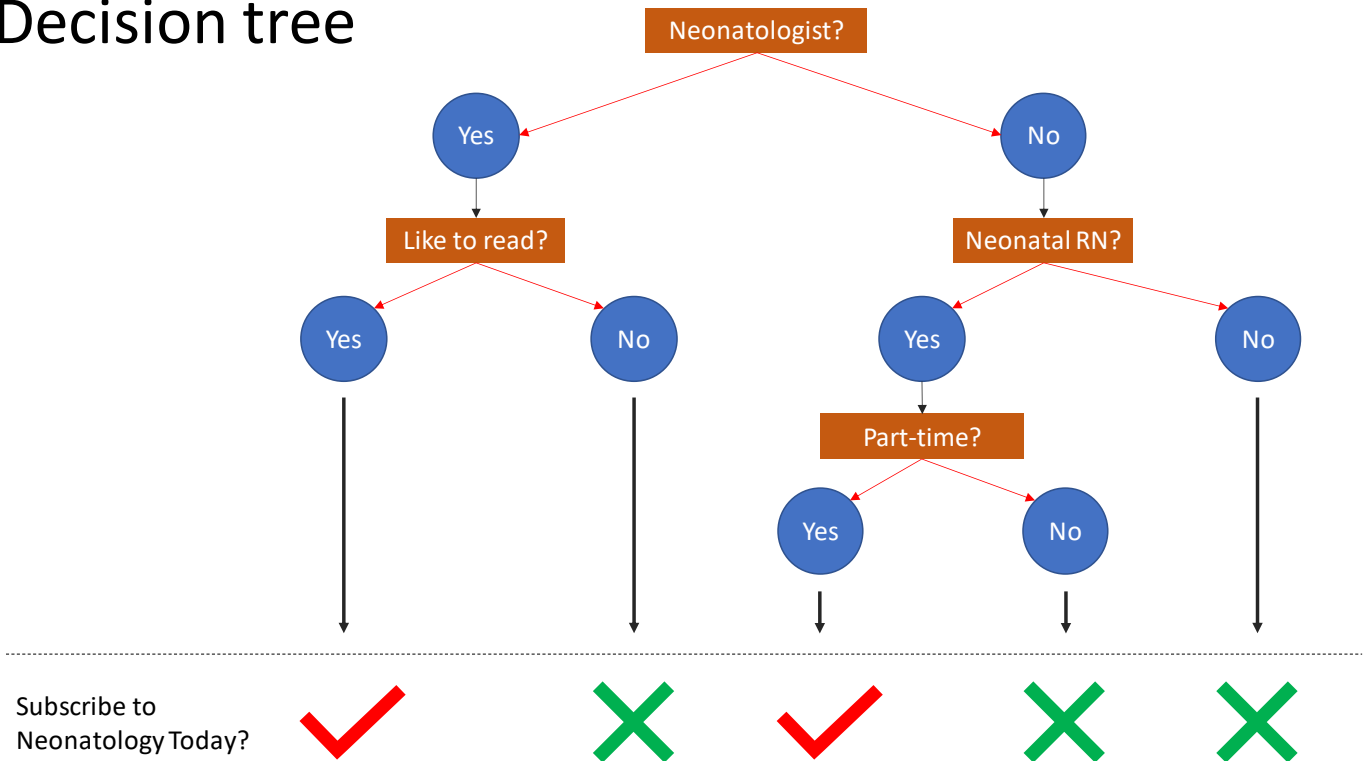 Decision tree
Neonatologist?
Yes
No
Like to read?
Neonatal RN?
Yes
No
Yes
No
Part-time?
Yes
No
Subscribe to
Neonatology Today?